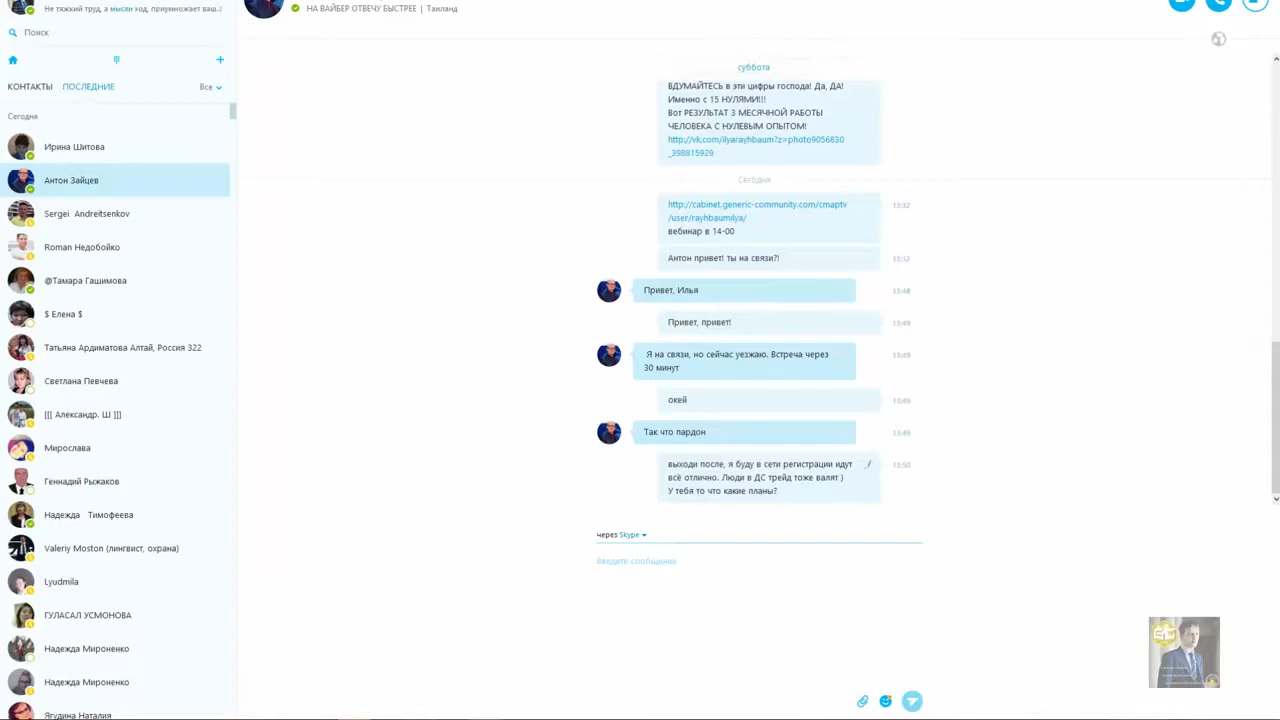 Не тяжкий труд, а мысли ход, приумножает ваш..!
НА ВАЙБЕР ОТВЕЧУ БЫСТРЕЕ | Таиланд
Поиск
КОНТАКТЫ ПОСЛЕДНИЕ Все
Сегодня
Ирина Шитова
Антон Зайцев
Sergei Andreitsenkov
Roman Недобойко
@Тамара Гашимова
$ Елена $
Татьяна Ардиматова Алтай, Россия 322
Светлана Певчева
[[[ Александр. Ш ]]]
Мирослава
Геннадий Рыжаков
Надежда Тимофеева
Valeriy Moston (лингвист, охрана)
Lyudmila
ГУЛАСАЛ УСМОНОВА
Надежда Мироненко
Надежда Мироненко
Ягудина Наталия
суббота
ВДУМАЙТЕСЬ в эти цифры господа! Да, ДА!
Именно с 15 НУЛЯМИ!!!
Вот РЕЗУЛЬТАТ 3 МЕСЯЧНОЙ РАБОТЫ
ЧЕЛОВЕКА С НУЛЕВЫМ ОПЫТОМ!
http://vk.com/ilyarayhbaum?z=photo9056830
_398815929
Сегодня
http://cabinet.generic-community.com/cmaptv 13:32
/user/rayhbaumilya/
вебинар в 14-00
Антон привет! ты на связи?! 13:32
Привет, Илья 13:48
Привет, привет! 13:49
Я на связи, но сейчас уезжаю. Встреча через 13:49
30 минут
окей 13:49
Так что пардон 13:49
выходи после, я буду в сети регистрации идут 13:50
всё отлично. Люди в ДС трейд тоже валят )
У тебя то что какие планы?
через Skype
Введите сообщение